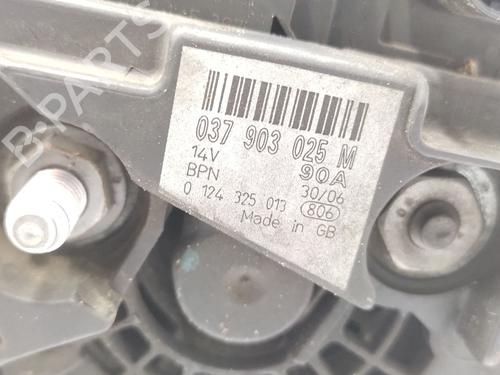 B-PARTS
037 903 025 M
14V 90A
BPN 30/06
0 124 325 013 806
Made in GB